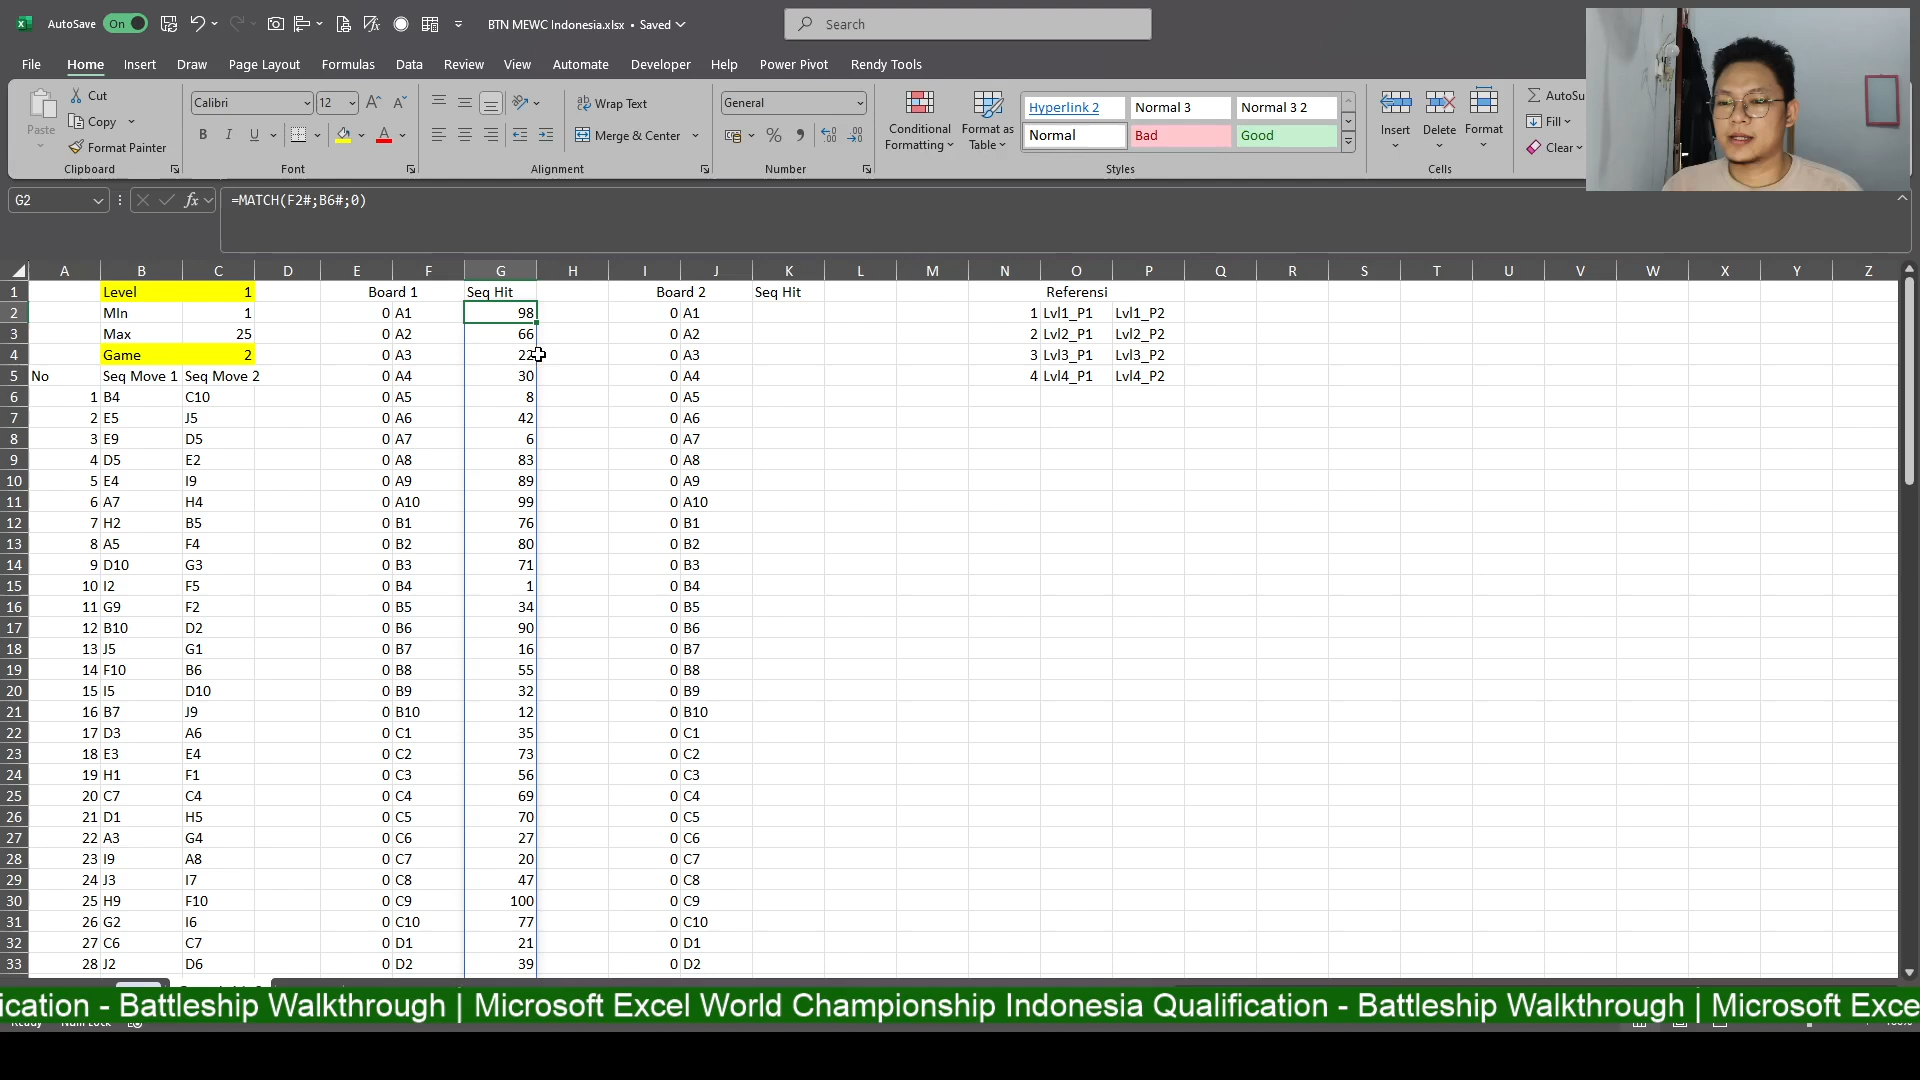 AutoSave On BTN MEWC Indonesia.xlsx • Saved Search
File Home Insert Draw Page Layout Formulas Data Review View Automate Developer Help Power Pivot Rendy Tools
Paste Cut Copy Format Painter Clipboard
Calibri 12 B I U A Font
Wrap Text Merge & Center Alignment
General % Number
Conditional Formatting Format as Table
Hyperlink 2 Normal 3 Normal 3 2
Normal Bad Good
Styles
Insert Delete Format Cells
AutoSu
Fill
Clear
G2 fx =MATCH(F2#;B6#;0)
A B C D E F G H I J K L M N O P Q R S T U V W X Y Z
1 Level 1 Board 1 Seq Hit Board 2 Seq Hit Referensi
2 MIn 1 0 A1 98 0 A1 1 Lvl1_P1 Lvl1_P2
3 Max 25 0 A2 66 0 A2 2 Lvl2_P1 Lvl2_P2
4 Game 2 0 A3 22 0 A3 3 Lvl3_P1 Lvl3_P2
5 No Seq Move 1 Seq Move 2 0 A4 30 0 A4 4 Lvl4_P1 Lvl4_P2
6 1 B4 C10 0 A5 8 0 A5
7 2 E5 J5 0 A6 42 0 A6
8 3 E9 D5 0 A7 6 0 A7
9 4 D5 E2 0 A8 83 0 A8
10 5 E4 I9 0 A9 89 0 A9
11 6 A7 H4 0 A10 99 0 A10
12 7 H2 B5 0 B1 76 0 B1
13 8 A5 F4 0 B2 80 0 B2
14 9 D10 G3 0 B3 71 0 B3
15 10 I2 F5 0 B4 1 0 B4
16 11 G9 F2 0 B5 34 0 B5
17 12 B10 D2 0 B6 90 0 B6
18 13 J5 G1 0 B7 16 0 B7
19 14 F10 B6 0 B8 55 0 B8
20 15 I5 D10 0 B9 32 0 B9
21 16 B7 J9 0 B10 12 0 B10
22 17 D3 A6 0 C1 35 0 C1
23 18 E3 E4 0 C2 73 0 C2
24 19 H1 F1 0 C3 56 0 C3
25 20 C7 C4 0 C4 69 0 C4
26 21 D1 H5 0 C5 70 0 C5
27 22 A3 G4 0 C6 27 0 C6
28 23 I9 A8 0 C7 20 0 C7
29 24 J3 I7 0 C8 47 0 C8
30 25 H9 F10 0 C9 100 0 C9
31 26 G2 I6 0 C10 77 0 C10
32 27 C6 C7 0 D1 21 0 D1
33 28 J2 D6 0 D2 39 0 D2
ication - Battleship Walkthrough | Microsoft Excel World Championship Indonesia Qualification - Battleship Walkthrough | Microsoft Exce